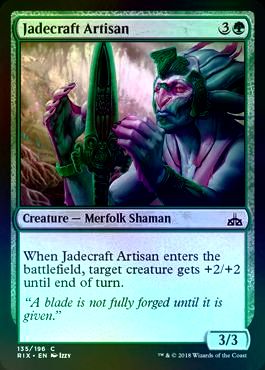 Jadecraft Artisan 3
Creature — Merfolk Shaman
When Jadecraft Artisan enters the
battlefield, target creature gets +2/+2
until end of turn.
“A blade is not fully forged until it is
given.”
3/3
135/196 C
RIX • EN Izzy
™ & © 2018 Wizards of the Coast